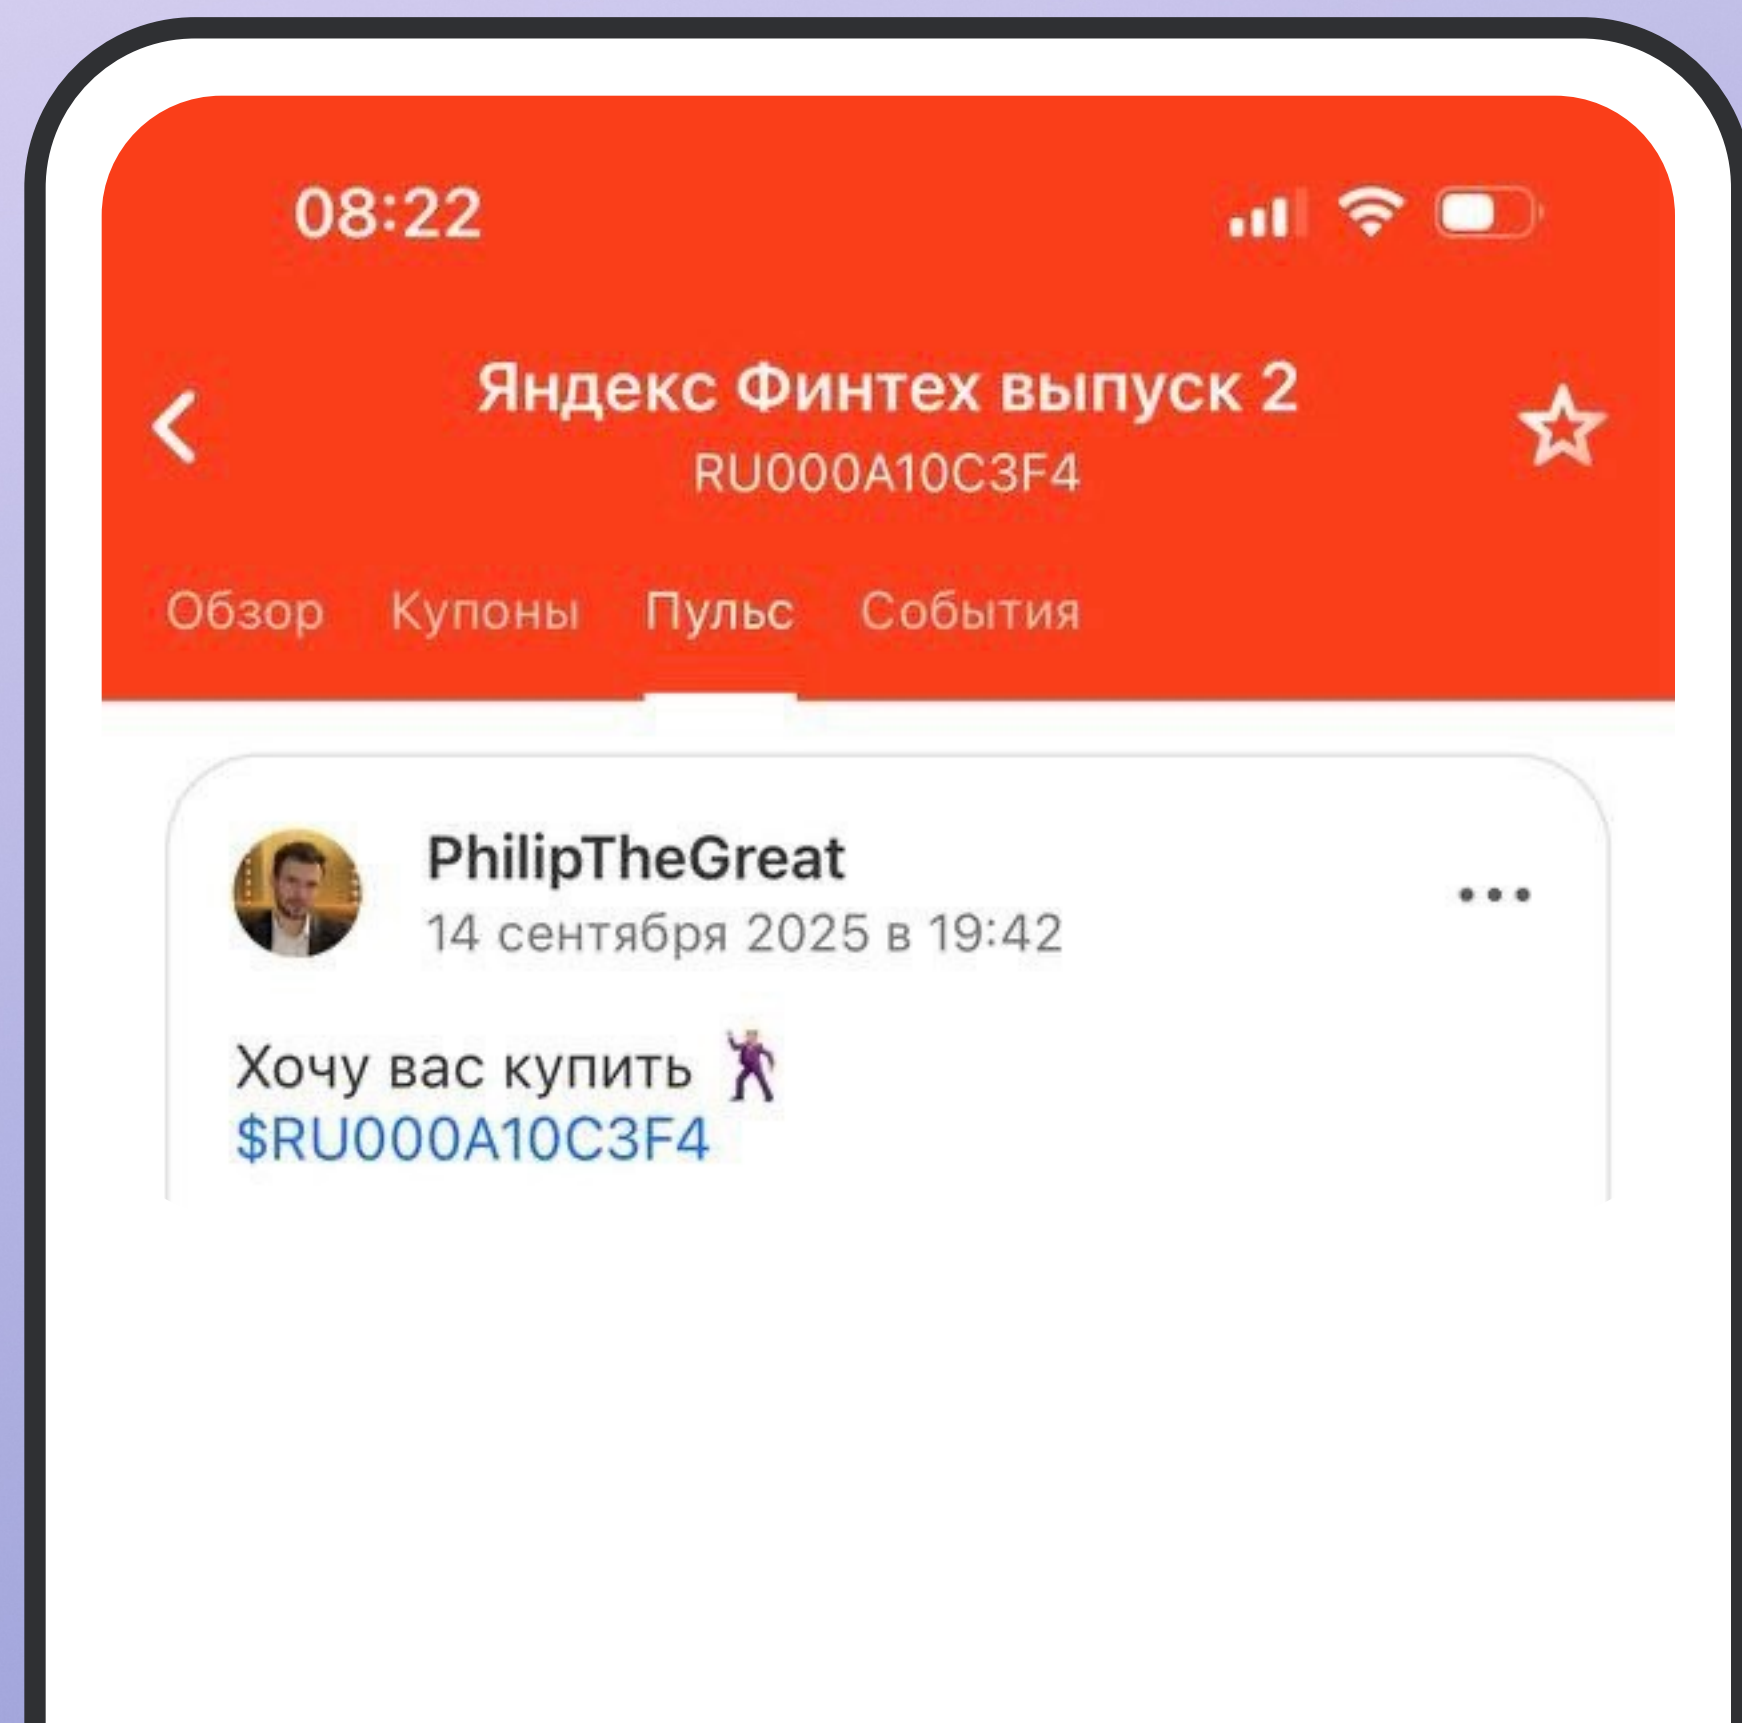 08:22
Яндекс Финтех выпуск 2
RU000A10C3F4
Обзор Купоны Пульс События
PhilipTheGreat
14 сентября 2025 в 19:42
Хочу вас купить 🕺
$RU000A10C3F4